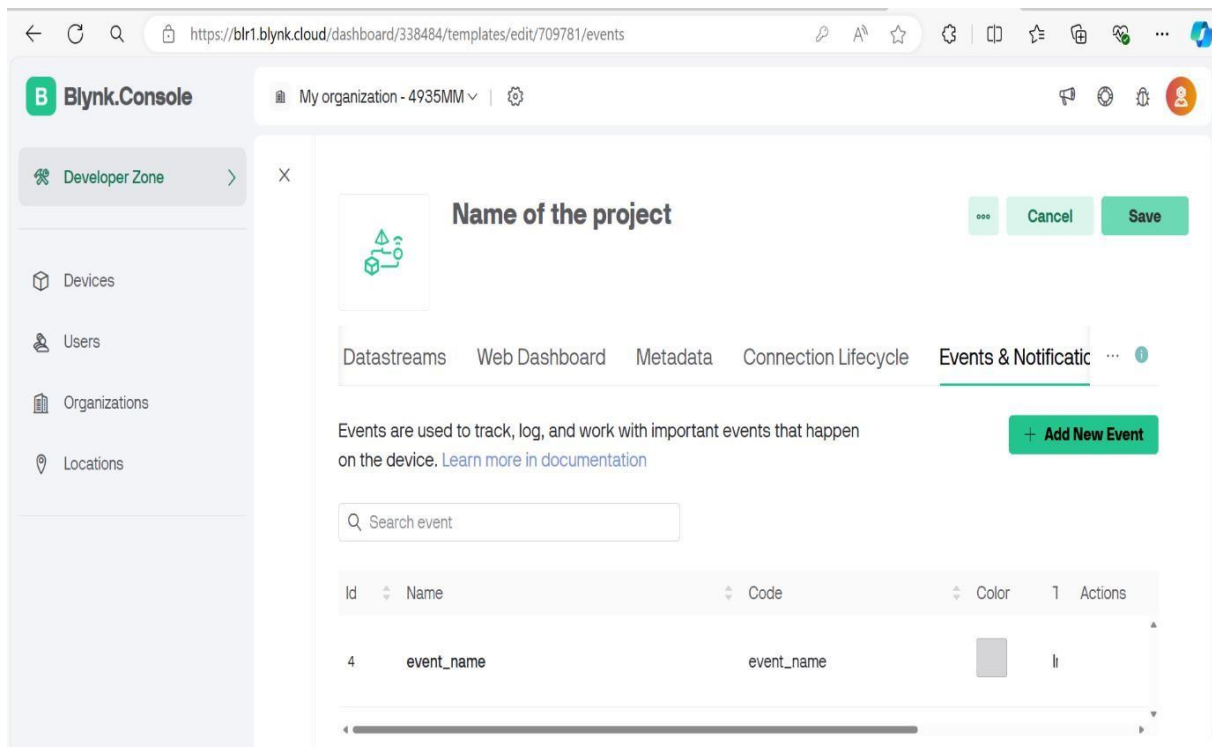 https://blr1.blynk.cloud/dashboard/338484/templates/edit/709781/events
B Blynk.Console
My organization - 4935MM
Developer Zone
Devices
Users
Organizations
Locations
Name of the project
Cancel
Save
Datastreams Web Dashboard Metadata Connection Lifecycle Events & Notificatio
Events are used to track, log, and work with important events that happen
on the device. Learn more in documentation
+ Add New Event
Search event
Id Name Code Color T Actions
4 event_name event_name